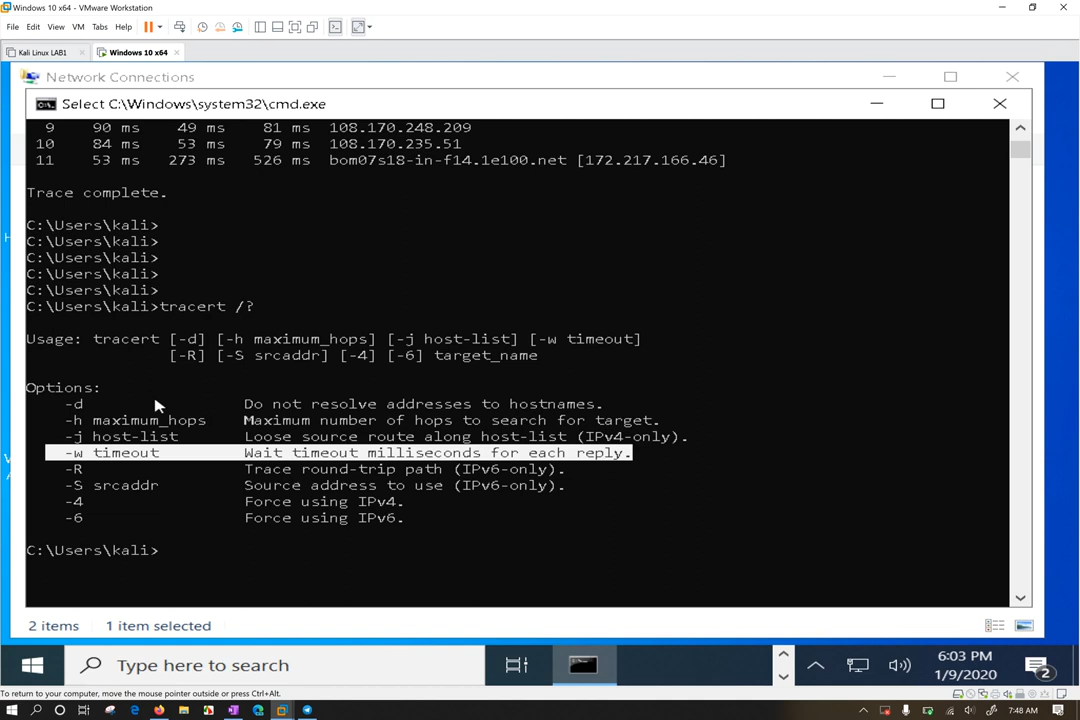 Windows 10 x64 - VMware Workstation
File Edit View VM Tabs Help
Kali Linux LAB1 Windows 10 x64
Network Connections
Select C:\Windows\system32\cmd.exe
9 90 ms 49 ms 81 ms 108.170.248.209
10 84 ms 53 ms 79 ms 108.170.235.51
11 53 ms 273 ms 526 ms bom07s18-in-f14.1e100.net [172.217.166.46]
Trace complete.
C:\Users\kali>
C:\Users\kali>
C:\Users\kali>
C:\Users\kali>
C:\Users\kali>
C:\Users\kali>tracert /?
Usage: tracert [-d] [-h maximum_hops] [-j host-list] [-w timeout]
[-R] [-S srcaddr] [-4] [-6] target_name
Options:
-d Do not resolve addresses to hostnames.
-h maximum_hops Maximum number of hops to search for target.
-j host-list Loose source route along host-list (IPv4-only).
-w timeout Wait timeout milliseconds for each reply.
-R Trace round-trip path (IPv6-only).
-S srcaddr Source address to use (IPv6-only).
-4 Force using IPv4.
-6 Force using IPv6.
C:\Users\kali>
2 items 1 item selected
Type here to search
6:03 PM
1/9/2020
2
To return to your computer, move the mouse pointer outside or press Ctrl+Alt.
7:48 AM